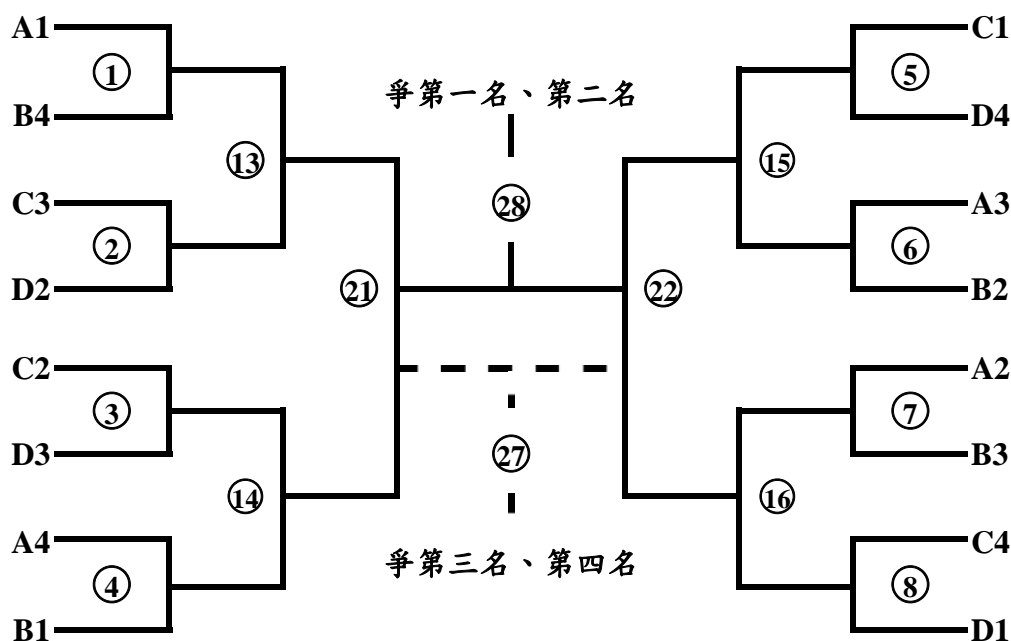 A1
C1
①
⑤
爭第一名、第二名
B4
D4
⑬
⑮
C3
A3
㉘
②
⑥
D2
B2
㉑
㉒
C2
A2
③
⑦
D3
B3
㉗
⑭
⑯
A4
C4
爭第三名、第四名
④
⑧
B1
D1